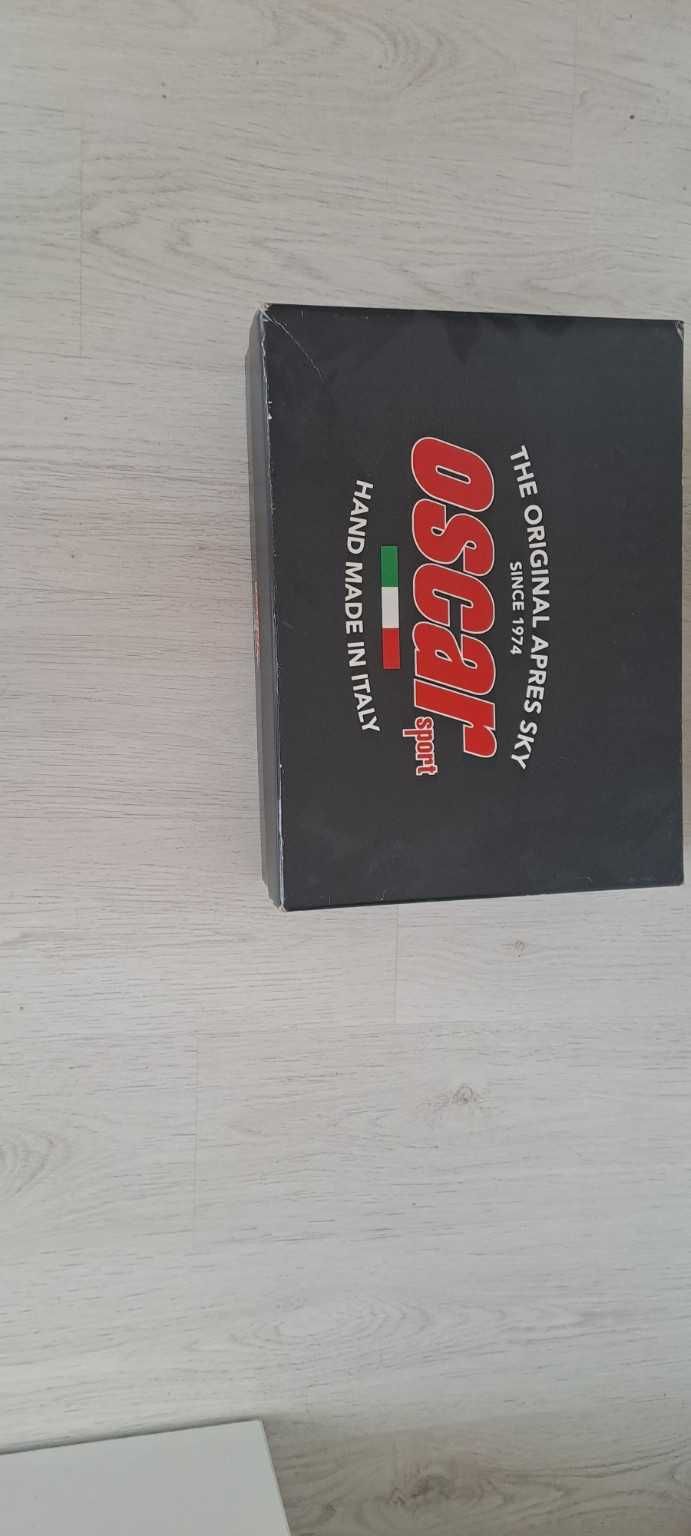 THE ORIGINAL APRES SKY
SINCE 1974
oscar
sport
HAND MADE IN ITALY